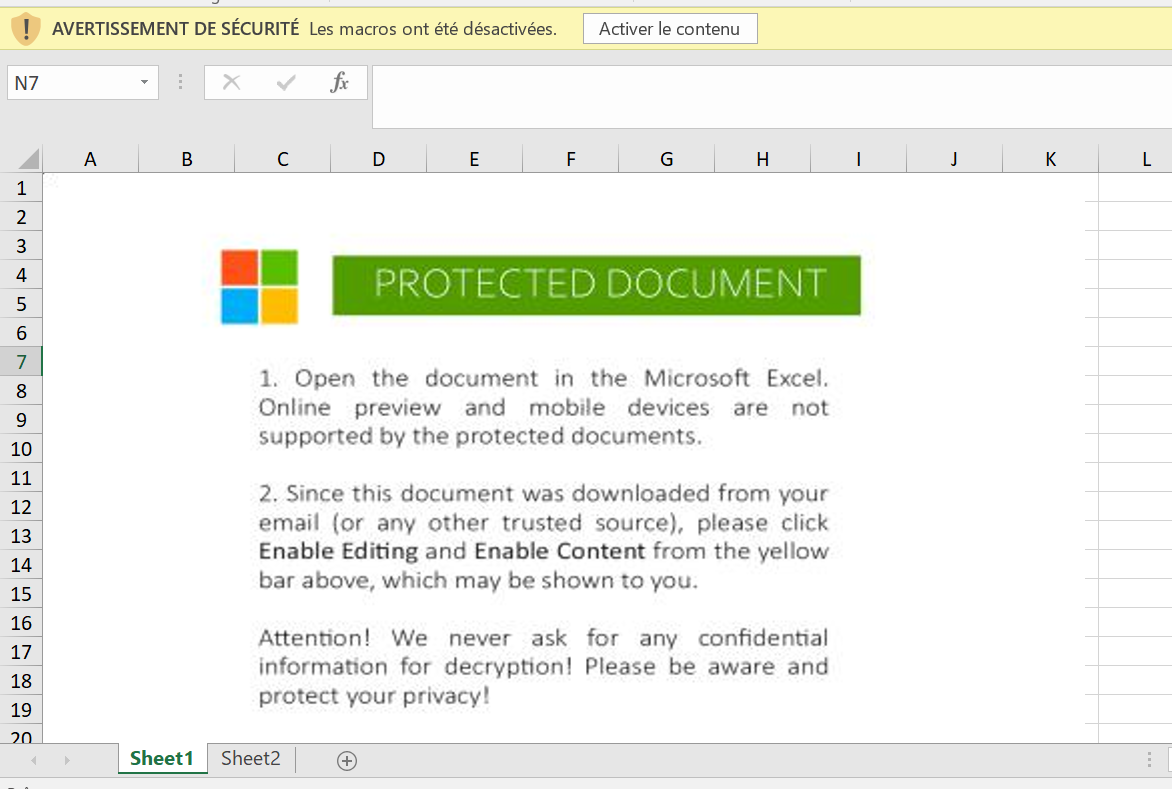 AVERTISSEMENT DE SÉCURITÉ Les macros ont été désactivées. Activer le contenu
N7 fx
A B C D E F G H I J K L
1
2
3
4
5
6
7
8
9
10
11
12
13
14
15
16
17
18
19
20
PROTECTED DOCUMENT
1. Open the document in the Microsoft Excel.
Online preview and mobile devices are not
supported by the protected documents.
2. Since this document was downloaded from your
email (or any other trusted source), please click
Enable Editing and Enable Content from the yellow
bar above, which may be shown to you.
Attention! We never ask for any confidential
information for decryption! Please be aware and
protect your privacy!
Sheet1 Sheet2